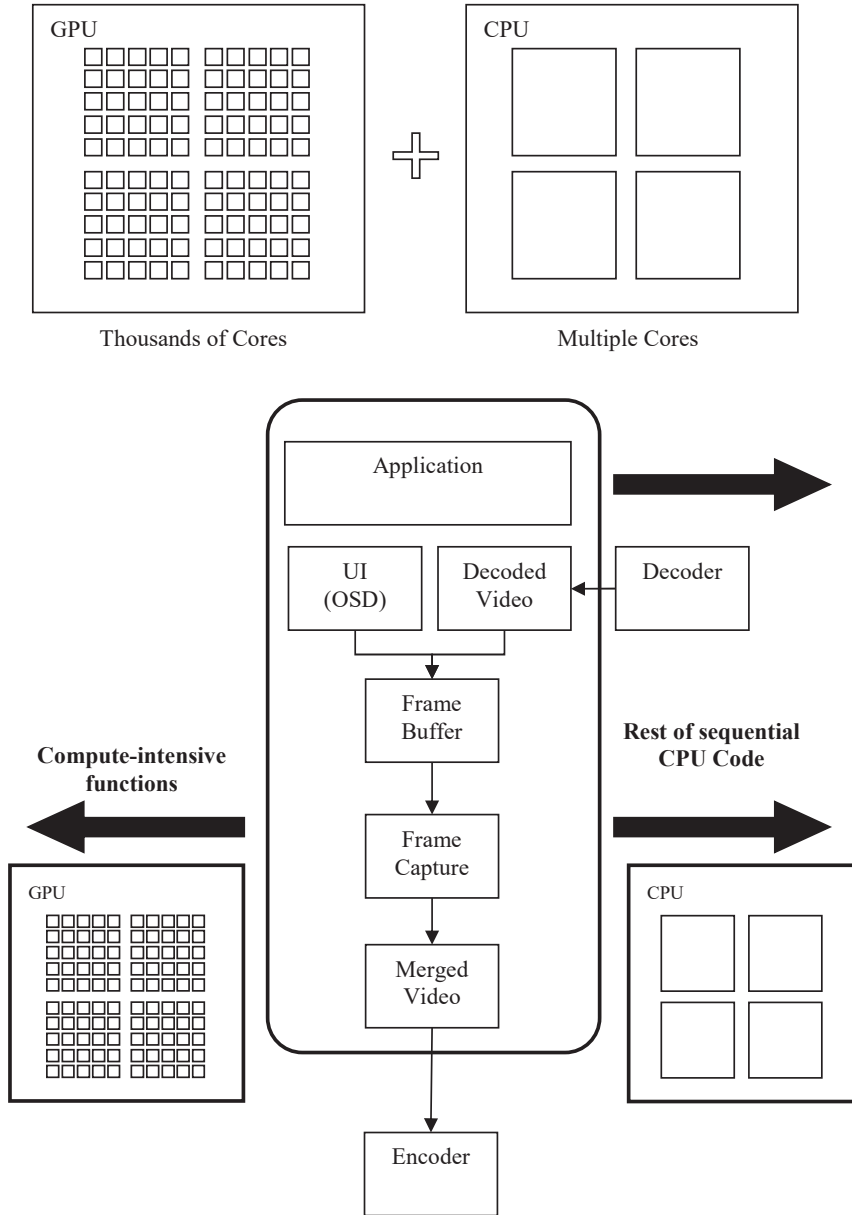 GPU
CPU
Thousands of Cores
Multiple Cores
Application
UI
(OSD)
Decoded
Video
Decoder
Frame
Buffer
Compute-intensive
functions
Rest of sequential
CPU Code
Frame
Capture
GPU
CPU
Merged
Video
Encoder